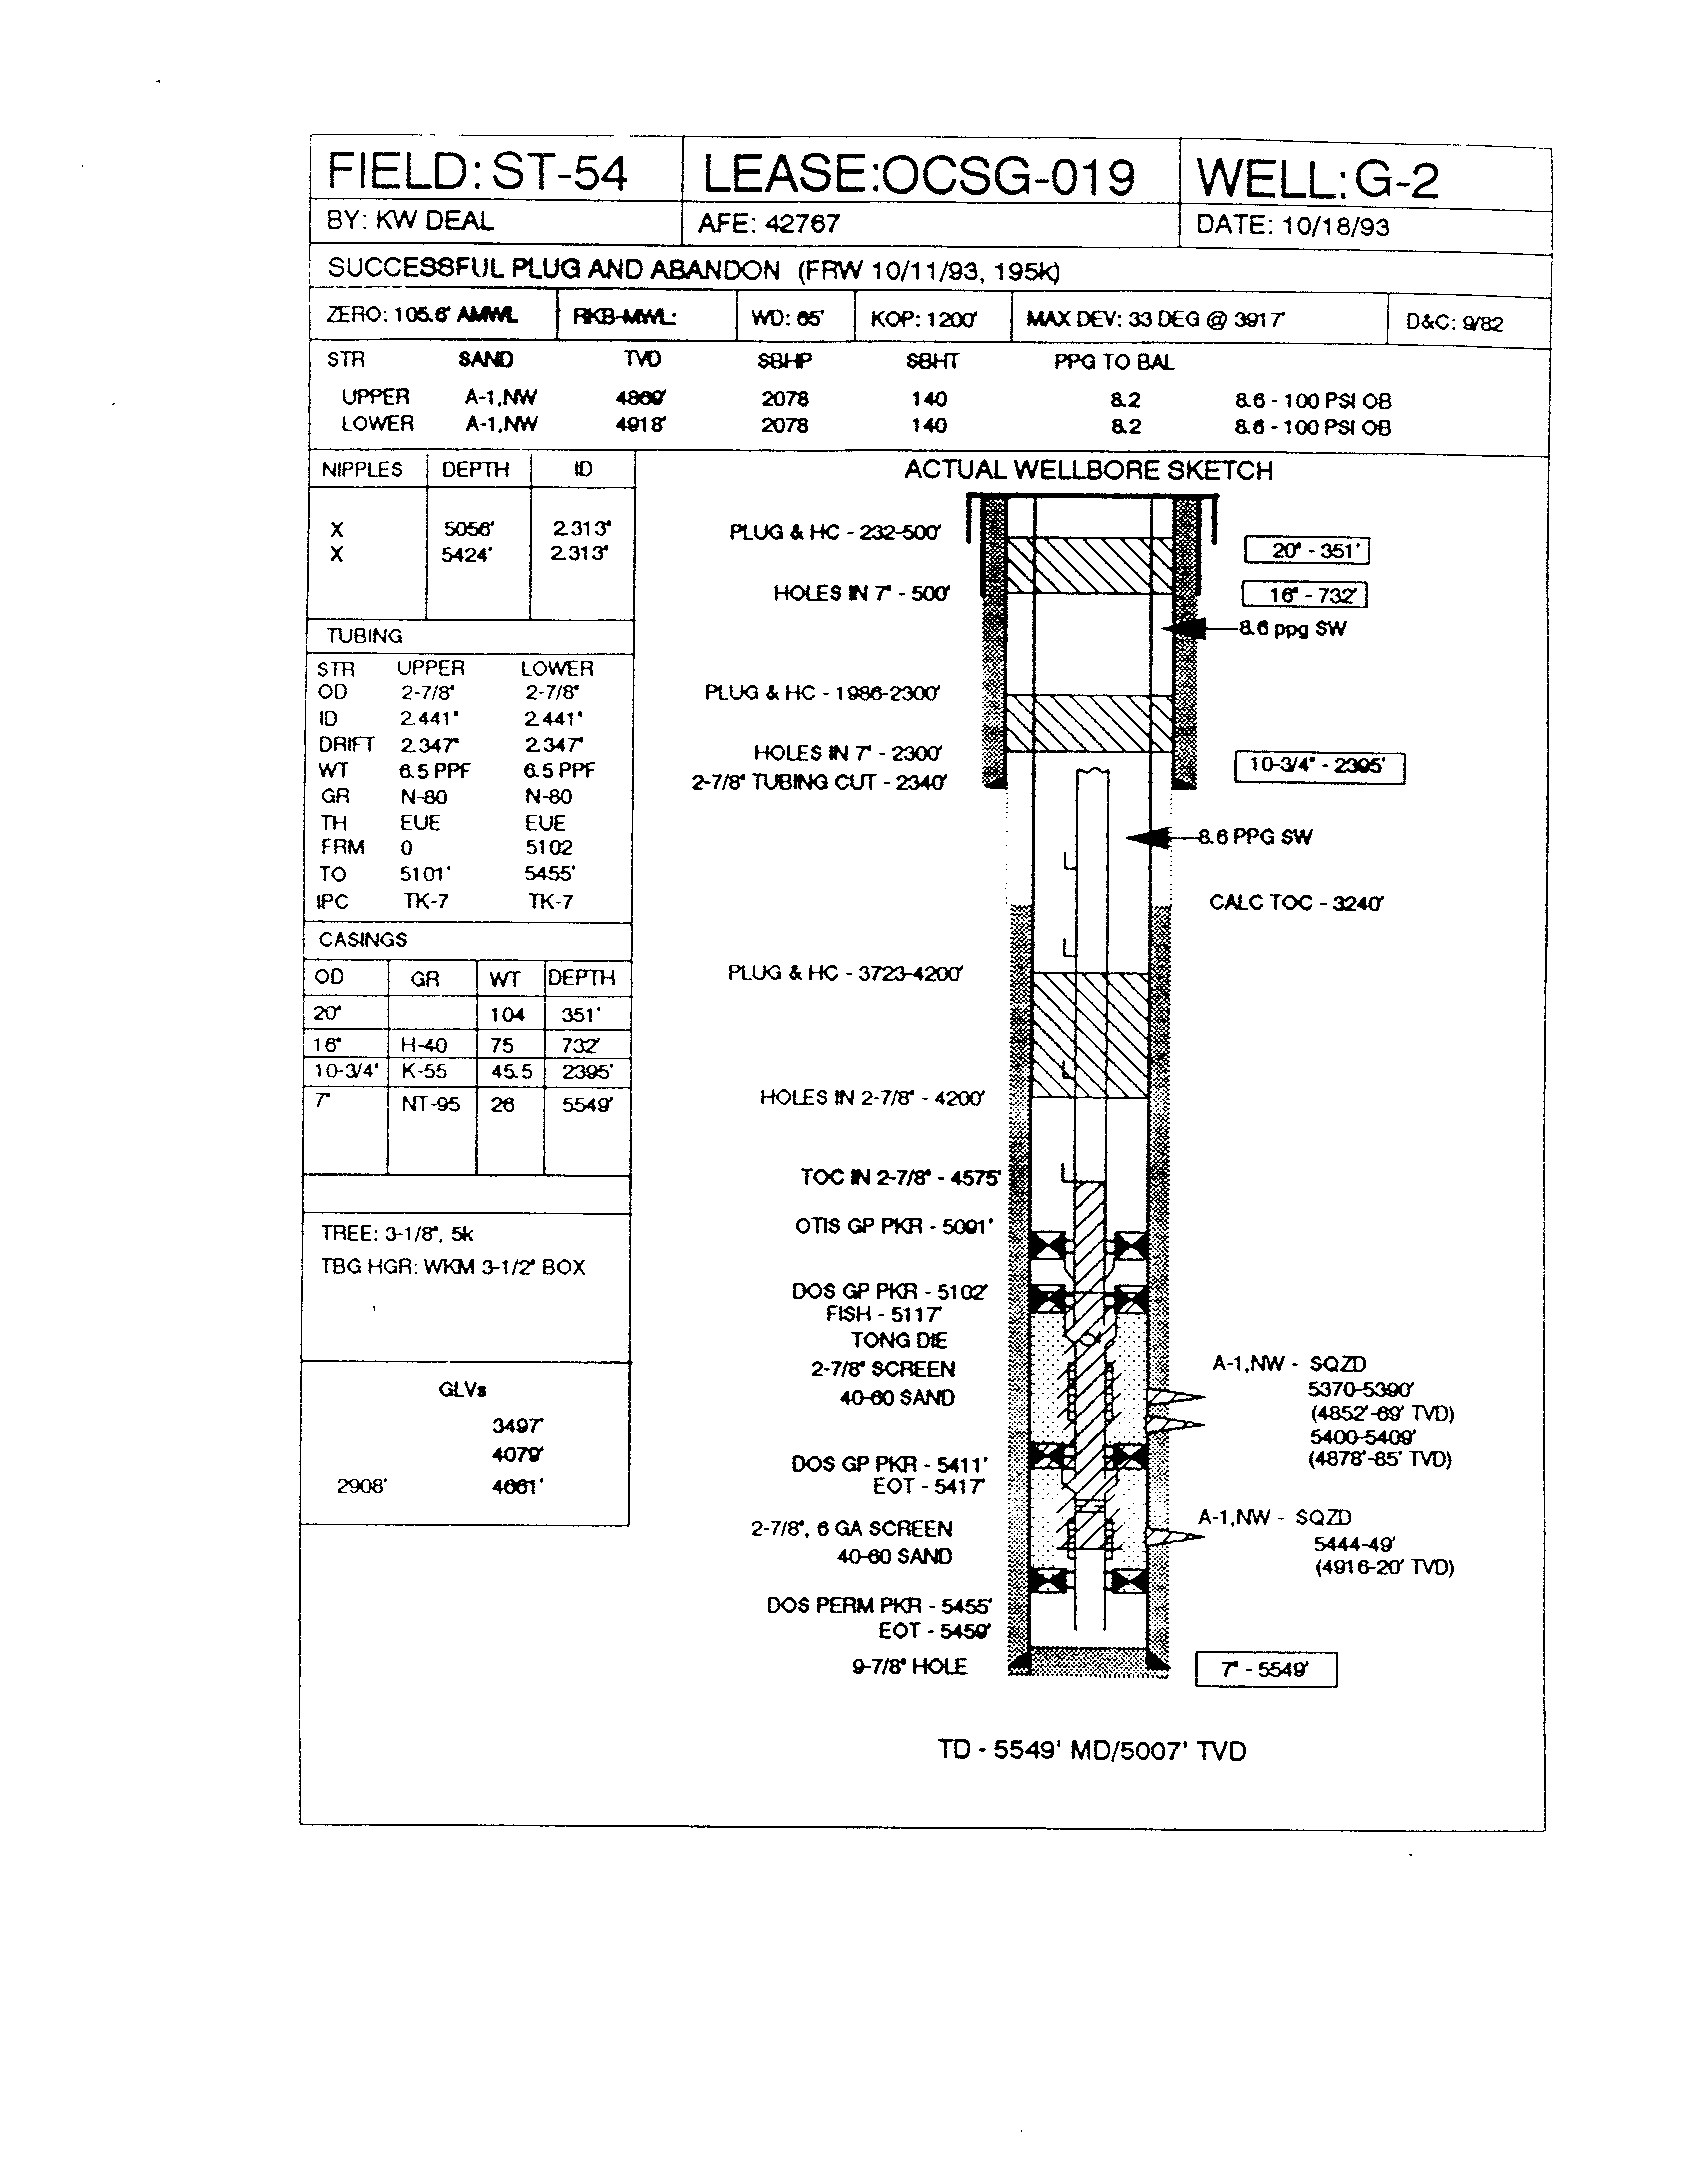 FIELD: ST-54 LEASE:OCSG-019 WELL: G-2
BY: KW DEAL AFE: 42767 DATE: 10/18/93
SUCCESSFUL PLUG AND ABANDON (FRW 10/11/93, 195k)
ZERO: 105.6' AMWL RKB-MWL: WD: 65' KOP: 1200' MAX DEV: 33 DEG @ 3917' D&C: 9/82
STR SAND TVD SBHP SBHT PPG TO BAL
UPPER A-1,NW 4869' 2078 140 8.2 8.6 - 100 PSI OB
LOWER A-1,NW 4918' 2078 140 8.2 8.6 - 100 PSI OB
NIPPLES DEPTH ID
X 5056' 2.313"
X 5424' 2.313"
TUBING
STR UPPER LOWER
OD 2-7/8" 2-7/8"
ID 2.441" 2.441"
DRIFT 2.347" 2.347"
WT 6.5 PPF 6.5 PPF
GR N-80 N-80
TH EUE EUE
FRM 0 5102
TO 5101' 5455'
IPC TK-7 TK-7
CASINGS
OD GR WT DEPTH
20" 104 351'
16" H-40 75 732'
10-3/4" K-55 45.5 2395'
7" NT-95 26 5549'
TREE: 3-1/8", 5k
TBG HGR: WKM 3-1/2" BOX
GLVs
3497'
4079'
2908' 4661'
ACTUAL WELLBORE SKETCH
PLUG & HC - 232-500'
20" - 351'
HOLES IN 7" - 500'
16" - 732'
8.6 ppg SW
PLUG & HC - 1986-2300'
HOLES IN 7" - 2300'
10-3/4" - 2395'
2-7/8" TUBING CUT - 2340'
8.6 PPG SW
CALC TOC - 3240'
PLUG & HC - 3723-4200'
HOLES IN 2-7/8" - 4200'
TOC IN 2-7/8" - 4575'
OTIS GP PKR - 5091'
DOS GP PKR - 5102'
FISH - 5117'
TONG DIE
2-7/8" SCREEN
40-60 SAND
A-1,NW - SQZD
5370-5390'
(4852'-69' TVD)
5400-5409'
(4878'-85' TVD)
DOS GP PKR - 5411'
EOT - 5417'
2-7/8", 6 GA SCREEN
40-60 SAND
A-1,NW - SQZD
5444-49'
(4916-20' TVD)
DOS PERM PKR - 5455'
EOT - 5459'
9-7/8" HOLE
7" - 5549'
TD - 5549' MD/5007' TVD